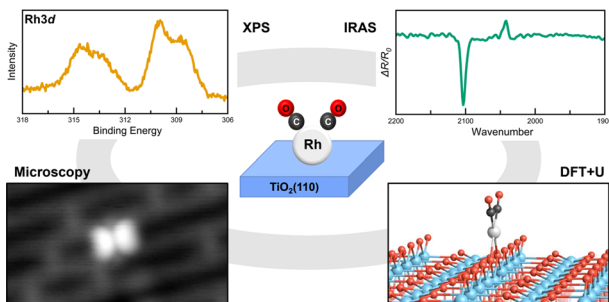 Rh3d
XPS
IRAS
Intensity
318
315
312
309
306
Binding Energy
ΔR/R0
2200
2100
2000
190
Wavenumber
O
O
C
C
Rh
TiO2(110)
Microscopy
DFT+U